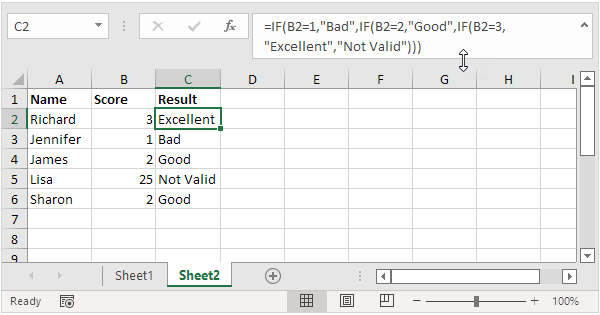 C2 fx =IF(B2=1,"Bad",IF(B2=2,"Good",IF(B2=3,
"Excellent","Not Valid")))
A B C D E F G H I
1 Name Score Result
2 Richard 3 Excellent
3 Jennifer 1 Bad
4 James 2 Good
5 Lisa 25 Not Valid
6 Sharon 2 Good
7
8
9
Sheet1 Sheet2
Ready 100%